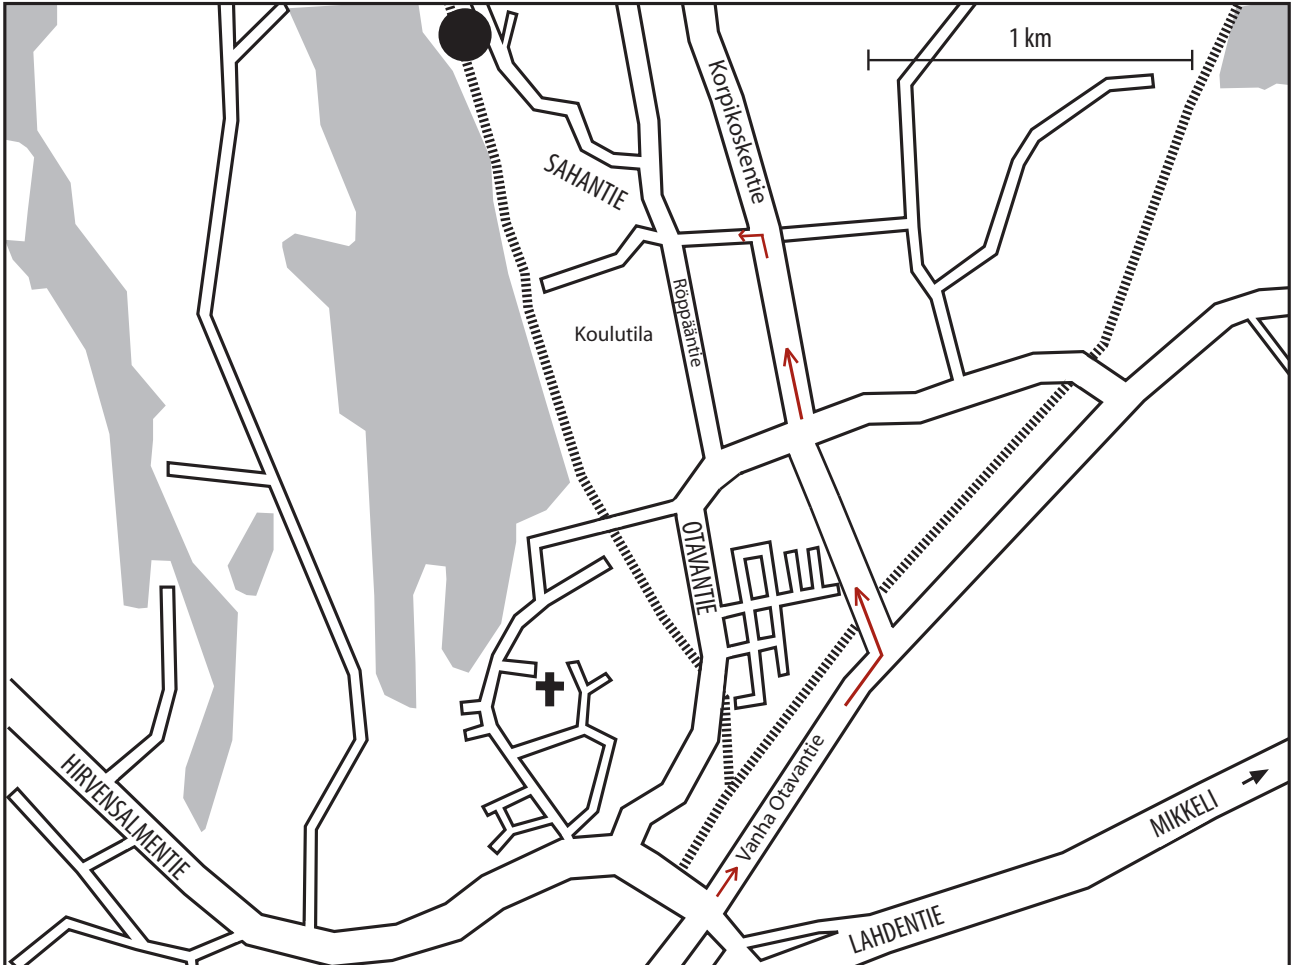 1 km
Korpikoskentie
SAHANTIE
Röppääntie
Koulutila
OTAVANTIE
Vanha Otavantie
HIRVENSALMENTIE
MIKKELI
LAHDENTIE